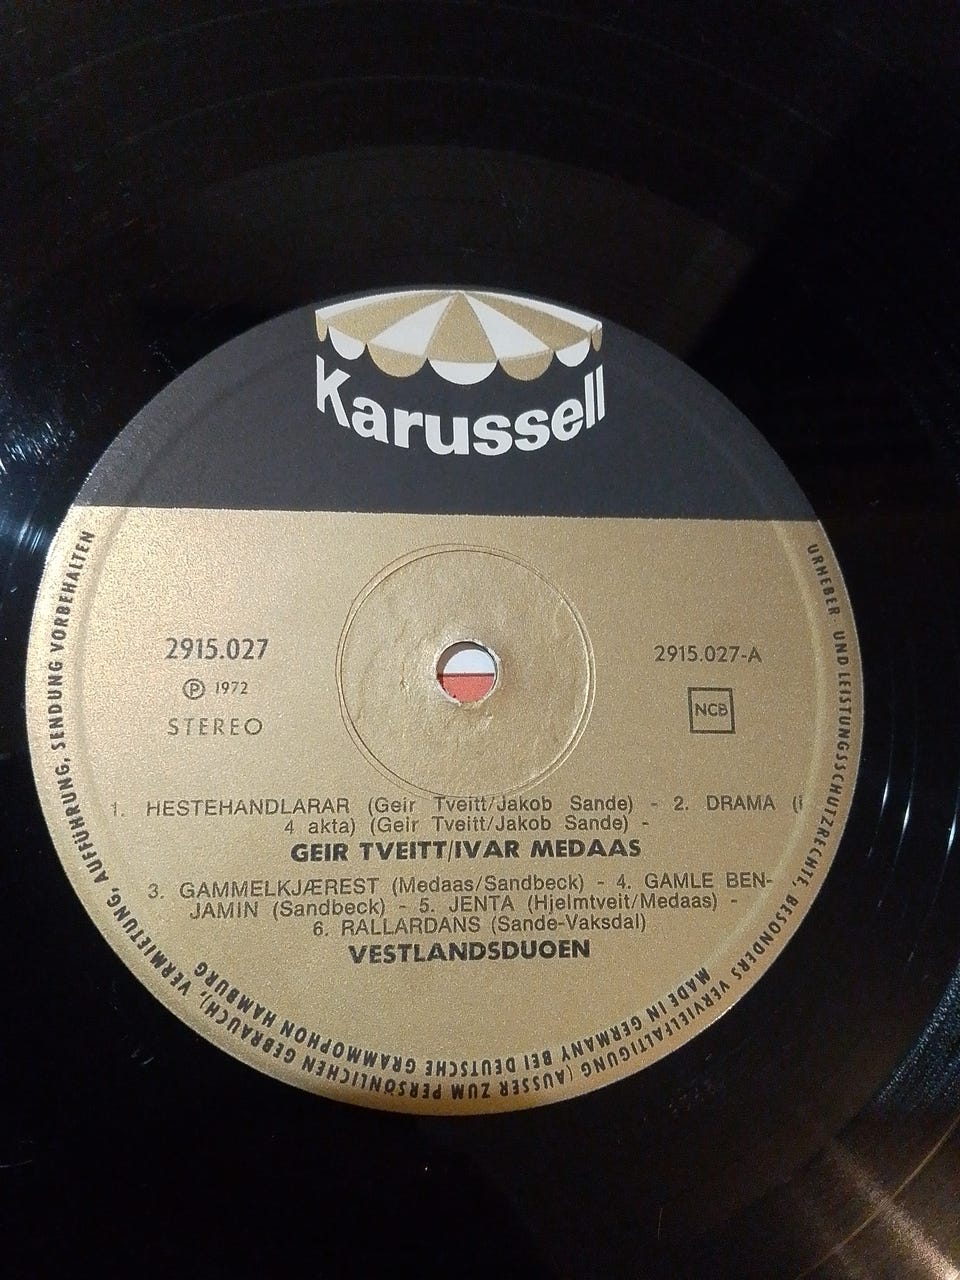 Karussell
2915.027
℗ 1972
STEREO
2915.027-A
NCB
1. HESTEHANDLARAR (Geir Tveitt/Jakob Sande) - 2. DRAMA (i
4 akta) (Geir Tveitt/Jakob Sande) -
GEIR TVEITT/IVAR MEDAAS
3. GAMMELKJÆREST (Medaas/Sandbeck) - 4. GAMLE BEN-
JAMIN (Sandbeck) - 5. JENTA (Hjelmtveit/Medaas) -
6. RALLARDANS (Sande-Vaksdal)
VESTLANDSDUOEN
URHEBER UND LEISTUNGSSCHUTZRECHTE, BESONDERS VERVIELFÄLTIGUNG (AUSSER ZUM PERSÖNLICHEN GEBRAUCH), VERMIETUNG, AUFFÜHRUNG, SENDUNG VORBEHALTEN
MADE IN GERMANY BEI DEUTSCHE GRAMMOPHON HAMBURG